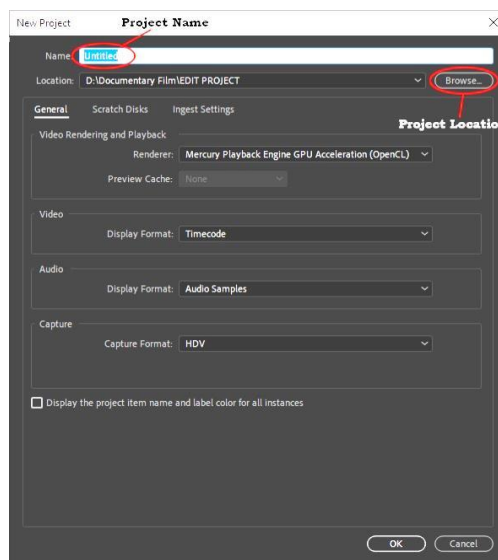 New Project
Project Name
Name: Untitled
Location: D:\Documentary Film\EDIT PROJECT
Browse...
General Scratch Disks Ingest Settings
Project Locatio
Video Rendering and Playback
Renderer: Mercury Playback Engine GPU Acceleration (OpenCL)
Preview Cache: None
Video
Display Format: Timecode
Audio
Display Format: Audio Samples
Capture
Capture Format: HDV
Display the project item name and label color for all instances
OK Cancel